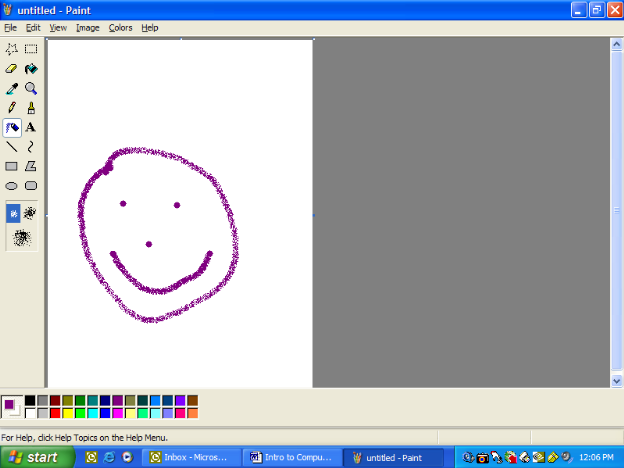 untitled - Paint
File Edit View Image Colors Help
A
For Help, click Help Topics on the Help Menu.
start Inbox - Micros... Intro to Compu... untitled - Paint 12:06 PM